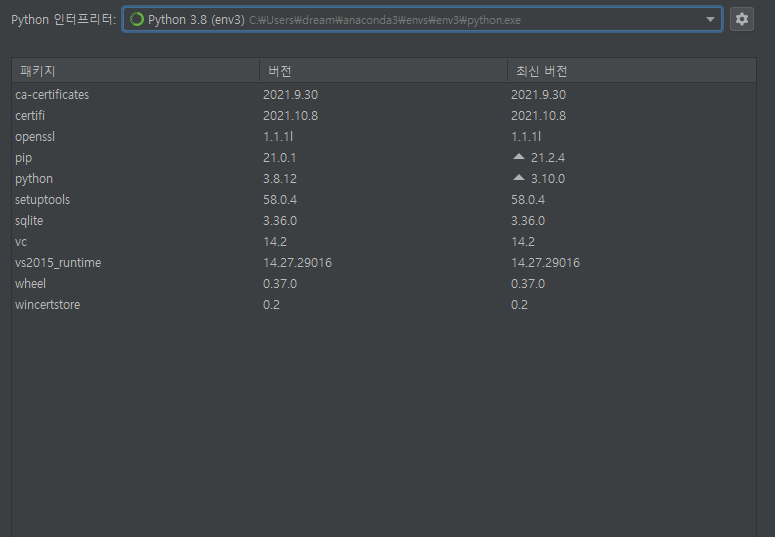 Python 인터프리터: Python 3.8 (env3) C:₩Users₩dream₩anaconda3₩envs₩env3₩python.exe
패키지 버전 최신 버전
ca-certificates 2021.9.30 2021.9.30
certifi 2021.10.8 2021.10.8
openssl 1.1.1l 1.1.1l
pip 21.0.1 21.2.4
python 3.8.12 3.10.0
setuptools 58.0.4 58.0.4
sqlite 3.36.0 3.36.0
vc 14.2 14.2
vs2015_runtime 14.27.29016 14.27.29016
wheel 0.37.0 0.37.0
wincertstore 0.2 0.2